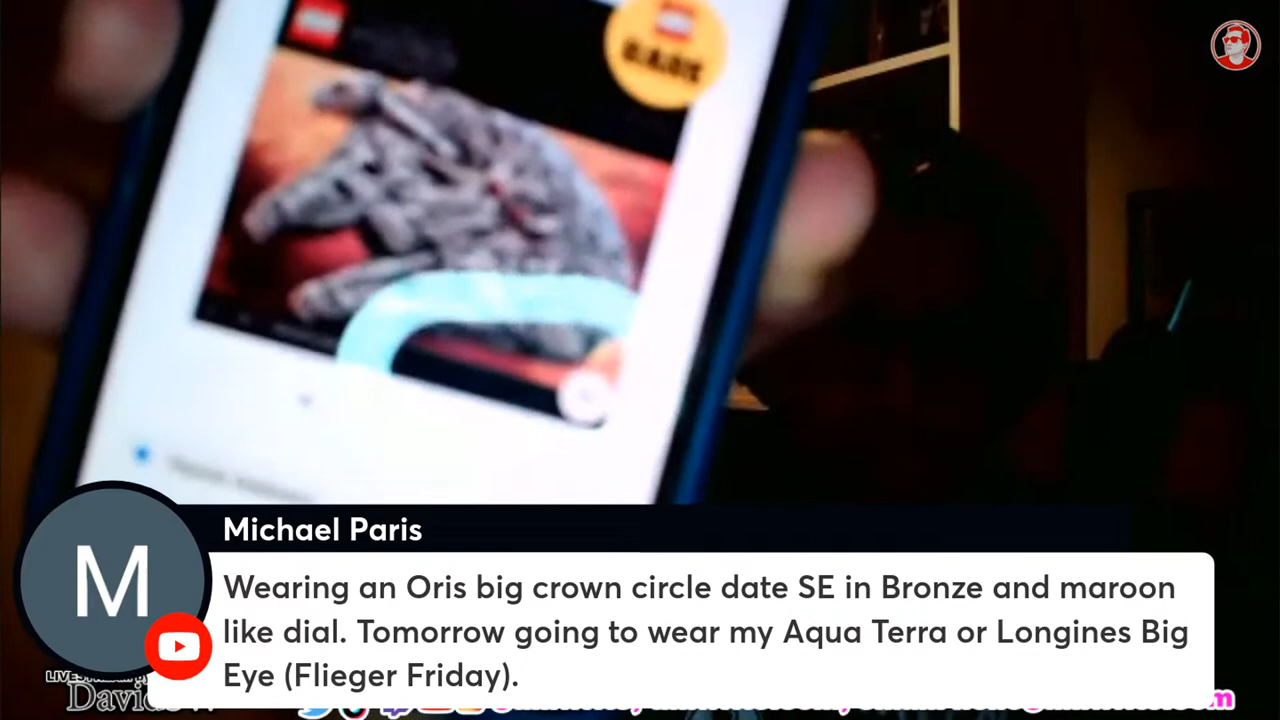 Michael Paris
M
Wearing an Oris big crown circle date SE in Bronze and maroon
like dial. Tomorrow going to wear my Aqua Terra or Longines Big
Eye (Flieger Friday).